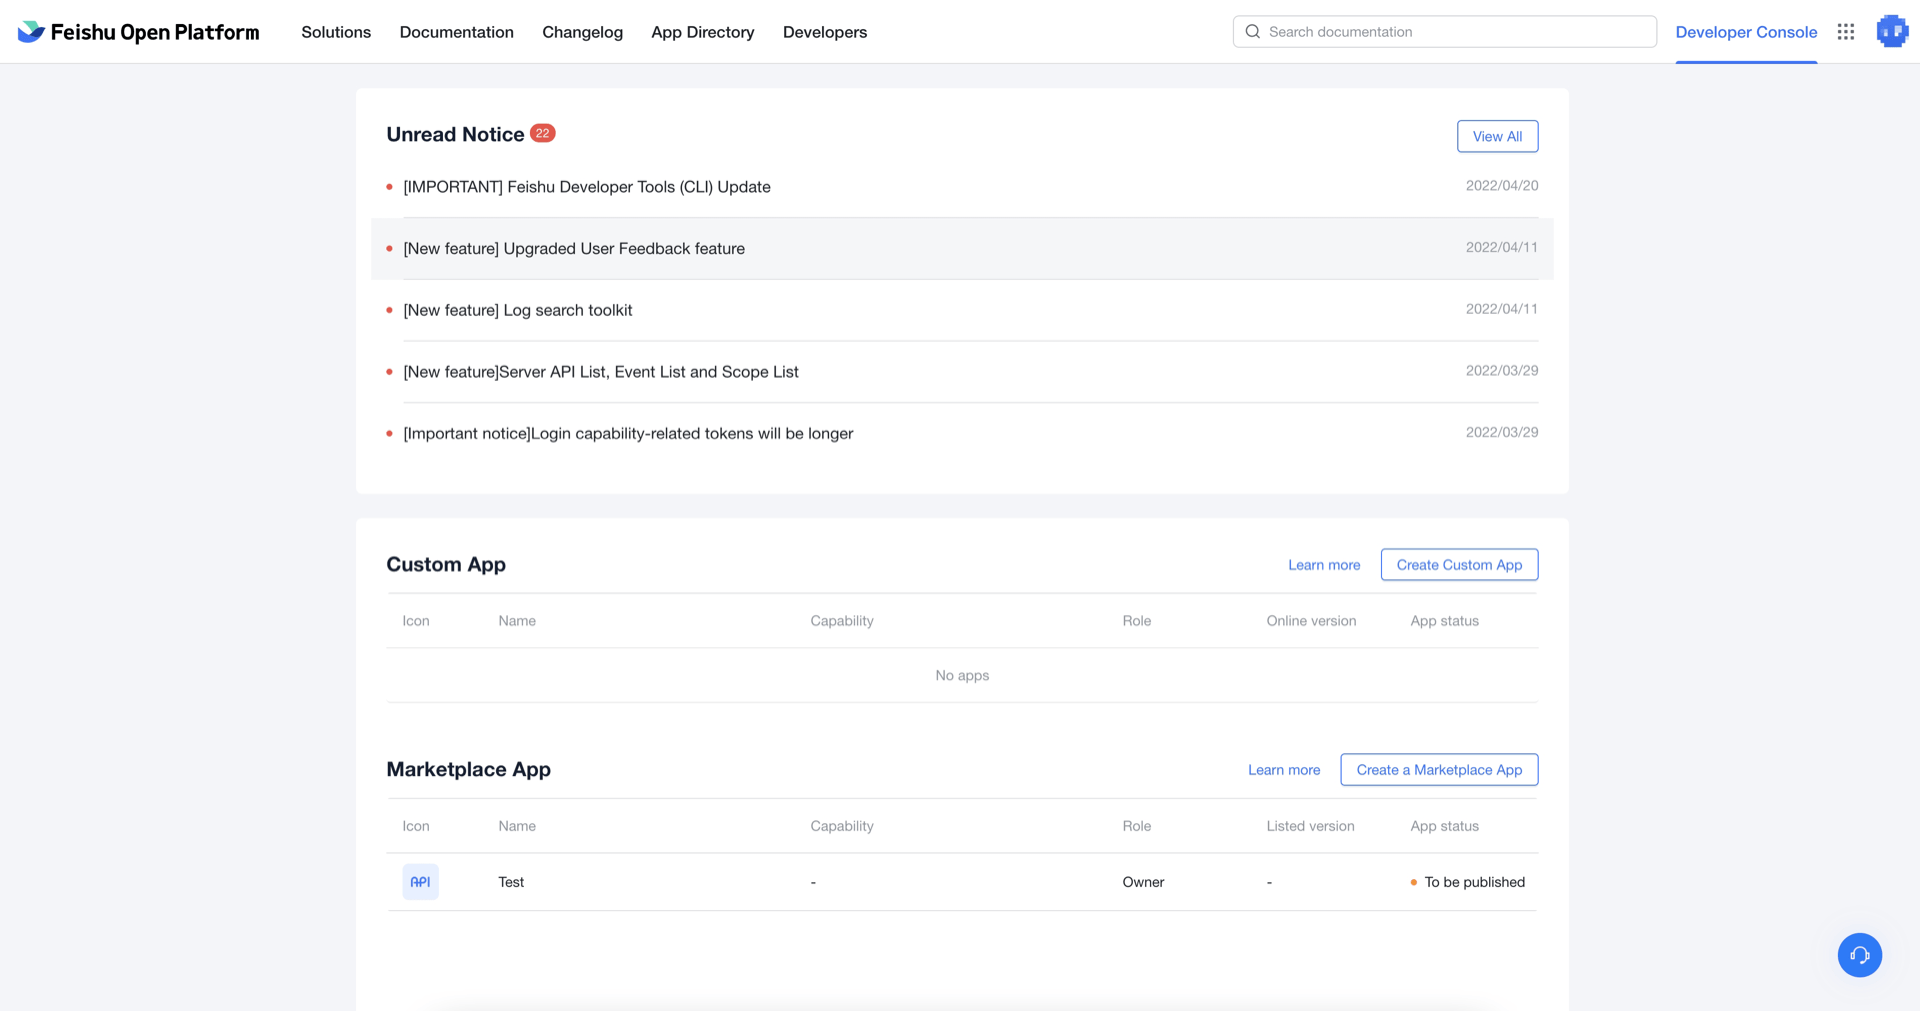 Feishu Open Platform Solutions Documentation Changelog App Directory Developers Search documentation Developer Console
Unread Notice 22 View All
[IMPORTANT] Feishu Developer Tools (CLI) Update 2022/04/20
[New feature] Upgraded User Feedback feature 2022/04/11
[New feature] Log search toolkit 2022/04/11
[New feature]Server API List, Event List and Scope List 2022/03/29
[Important notice]Login capability-related tokens will be longer 2022/03/29
Custom App Learn more Create Custom App
Icon Name Capability Role Online version App status
No apps
Marketplace App Learn more Create a Marketplace App
Icon Name Capability Role Listed version App status
API Test - Owner - To be published